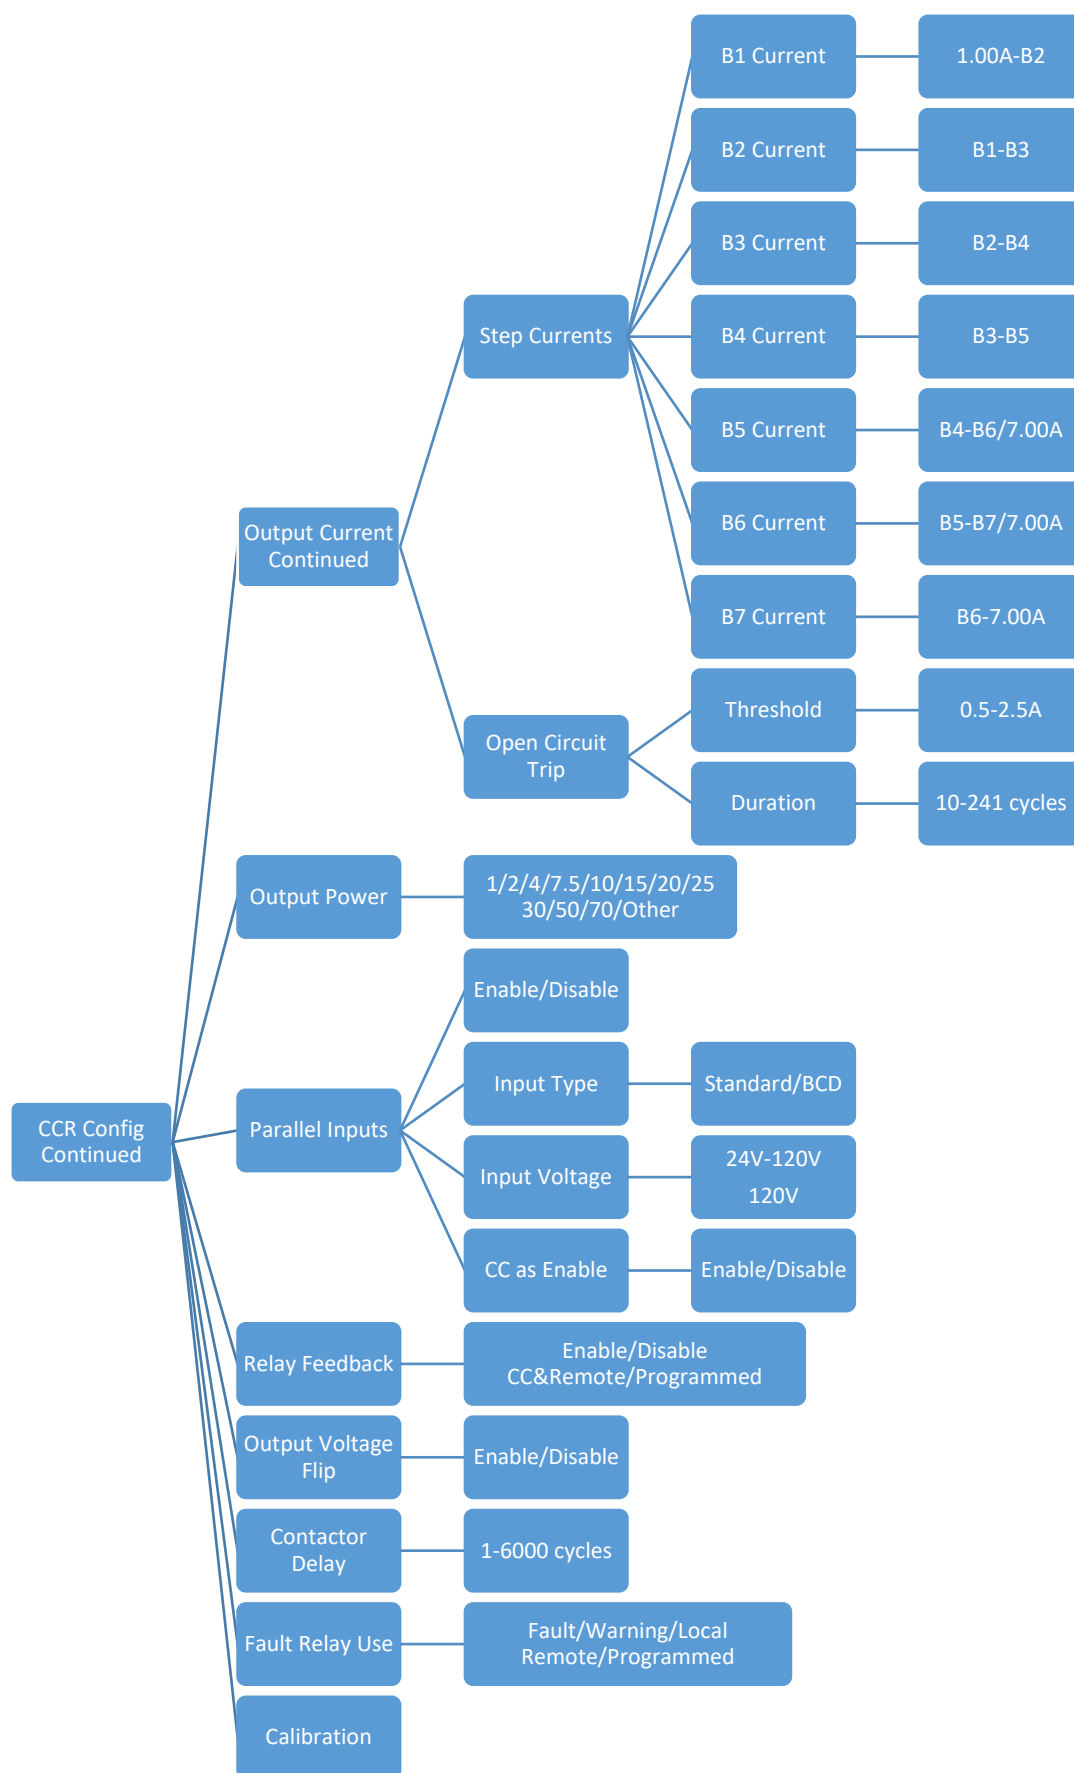 B1 Current
1.00A-B2
B2 Current
B1-B3
B3 Current
B2-B4
Step Currents
B4 Current
B3-B5
B5 Current
B4-B6/7.00A
Output Current
Continued
B6 Current
B5-B7/7.00A
B7 Current
B6-7.00A
Open Circuit
Trip
Threshold
0.5-2.5A
Duration
10-241 cycles
Output Power
1/2/4/7.5/10/15/20/25
30/50/70/Other
CCR Config
Continued
Parallel Inputs
Enable/Disable
Input Type
Standard/BCD
Input Voltage
24V-120V
120V
CC as Enable
Enable/Disable
Relay Feedback
Enable/Disable
CC&Remote/Programmed
Output Voltage
Flip
Enable/Disable
Contactor
Delay
1-6000 cycles
Fault Relay Use
Fault/Warning/Local
Remote/Programmed
Calibration